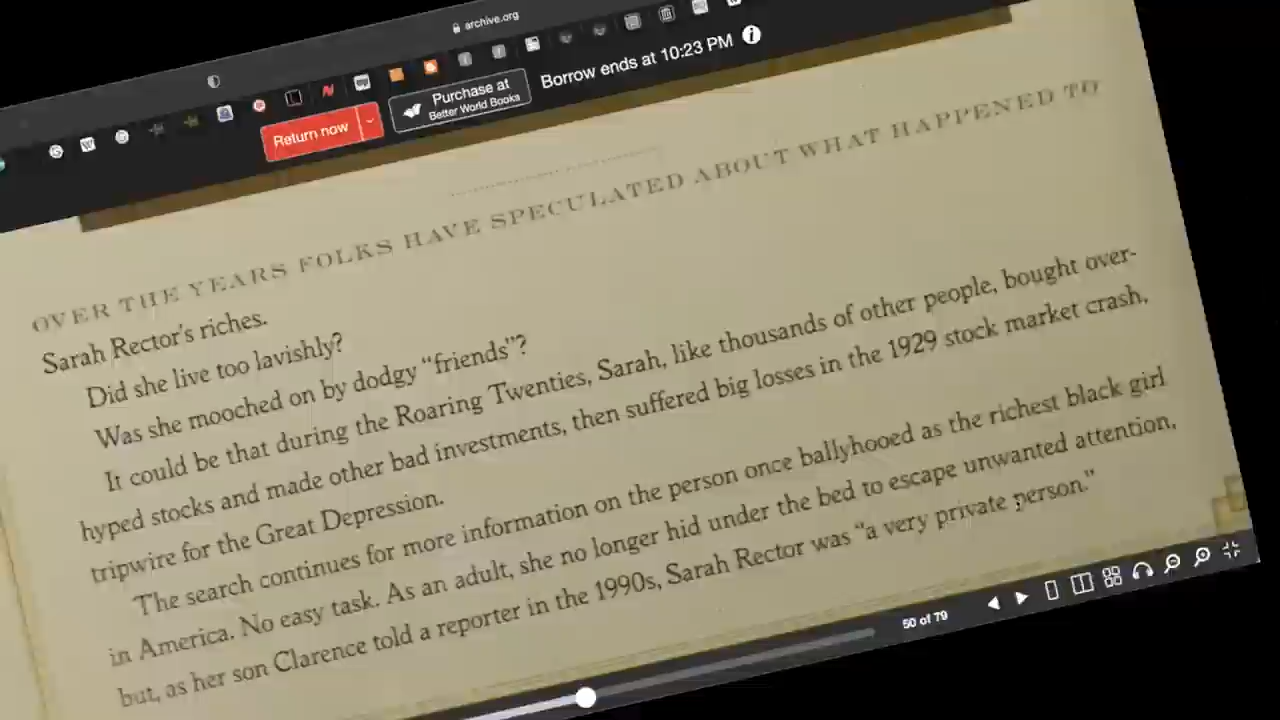 archive.org
Return now
Purchase at
Better World Books
Borrow ends at 10:23 PM
OVER THE YEARS FOLKS HAVE SPECULATED ABOUT WHAT HAPPENED TO
Sarah Rector's riches.
Did she live too lavishly?
Was she mooched on by dodgy “friends”?
It could be that during the Roaring Twenties, Sarah, like thousands of other people, bought over-
hyped stocks and made other bad investments, then suffered big losses in the 1929 stock market crash,
tripwire for the Great Depression.
The search continues for more information on the person once ballyhooed as the richest black girl
in America. No easy task. As an adult, she no longer hid under the bed to escape unwanted attention,
but, as her son Clarence told a reporter in the 1990s, Sarah Rector was “a very private person.”
50 of 79